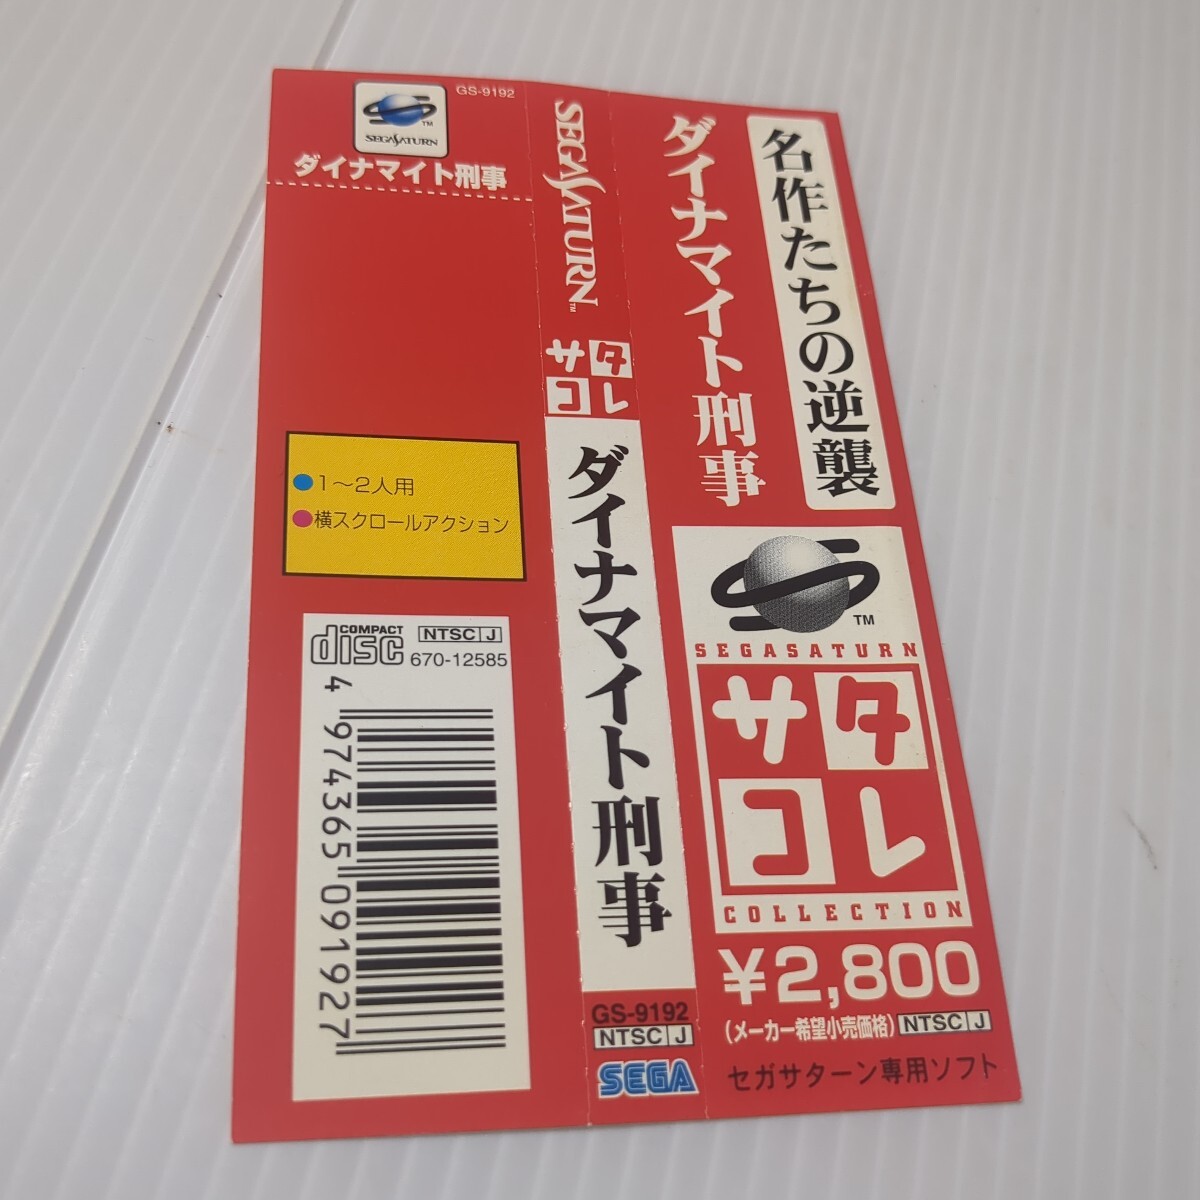 GS-9192
TM
SEGASATURN
ダイナマイト刑事
●1～2人用
●横スクロールアクション
COMPACT
disc
NTSC J
670-12585
4 974365 091927
SEGASATURN
TM
サタ
コレ
ダイナマイト刑事
GS-9192
NTSC J
SEGA
名作たちの逆襲
ダイナマイト刑事
TM
SEGASATURN
サタ
コレ
COLLECTION
¥2,800
(メーカー希望小売価格) NTSC J
セガサターン専用ソフト